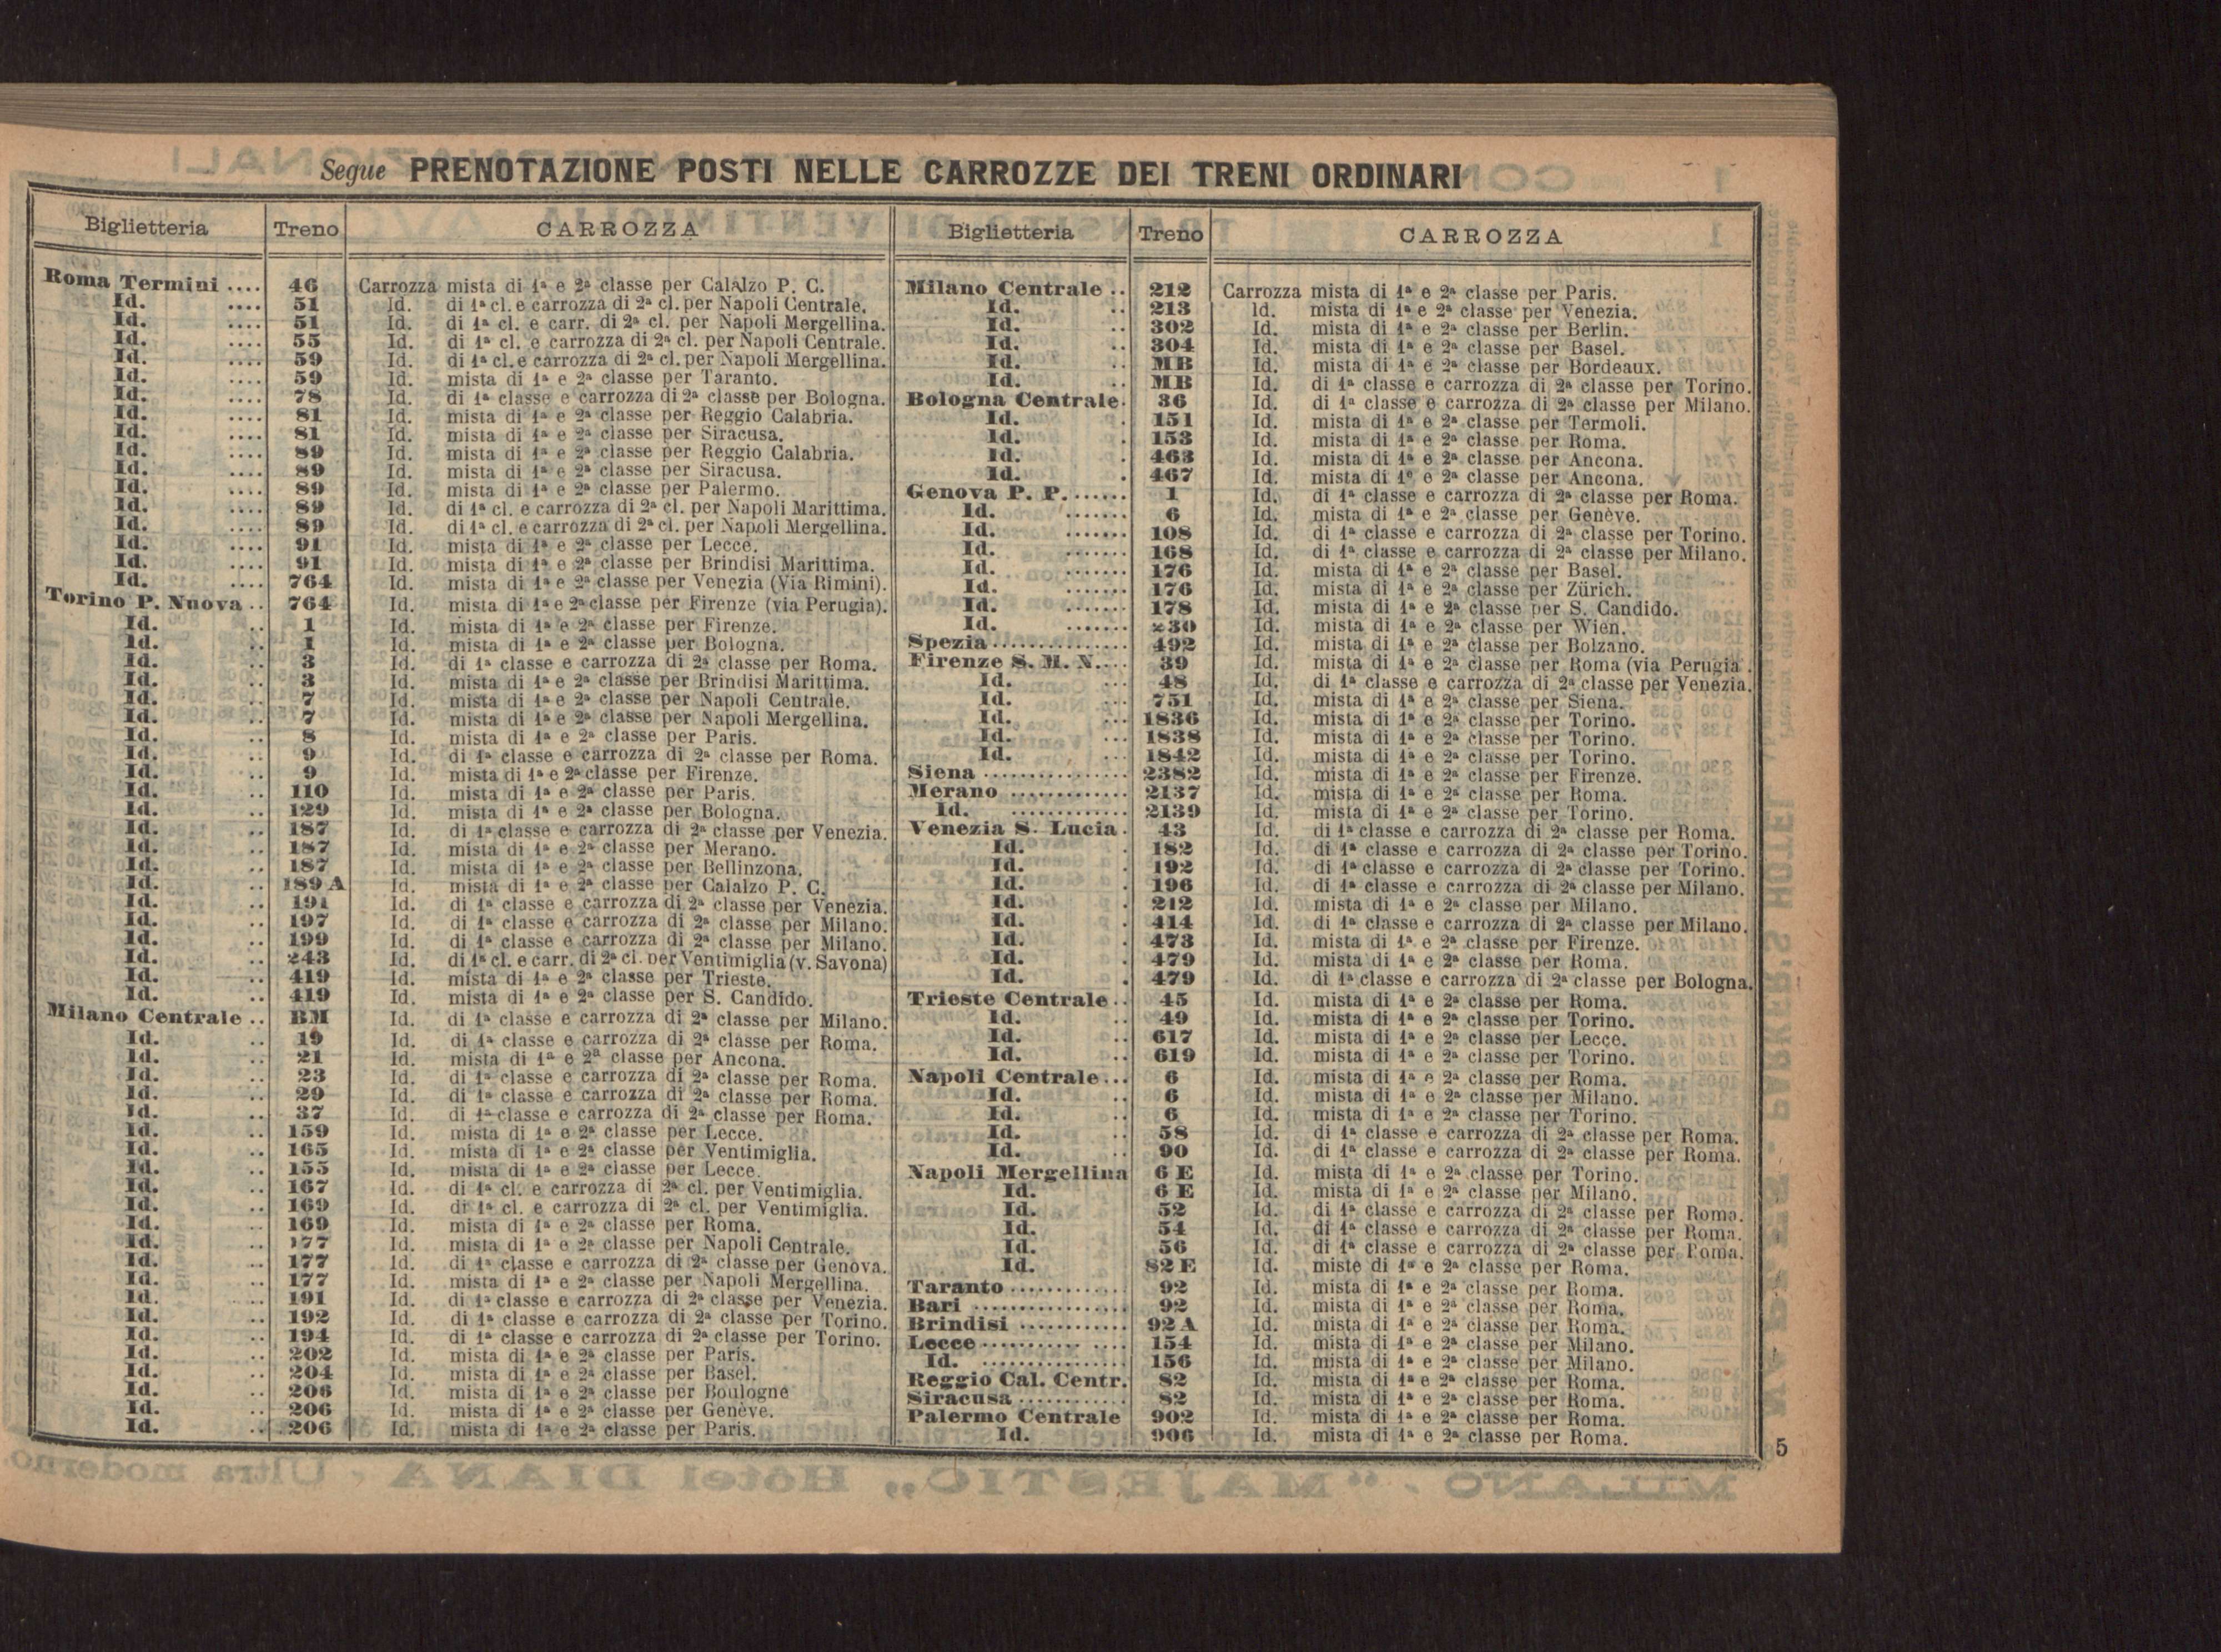 Segue PRENOTAZIONE POSTI NELLE CARROZZE DEI TRENI ORDINARI
Biglietteria Treno CARROZZA
Roma Termini .... 46 Carrozza mista di 1ª e 2ª classe per Calalzo P. C.
Id. .... 51 Id. di 1ª cl. e carrozza di 2ª cl. per Napoli Centrale.
Id. .... 51 Id. di 1ª cl. e carr. di 2ª cl. per Napoli Mergellina.
Id. .... 55 Id. di 1ª cl. e carrozza di 2ª cl. per Napoli Centrale.
Id. .... 59 Id. di 1ª cl. e carrozza di 2ª cl. per Napoli Mergellina.
Id. .... 59 Id. mista di 1ª e 2ª classe per Taranto.
Id. .... 78 Id. di 1ª classe e carrozza di 2ª classe per Bologna.
Id. .... 81 Id. mista di 1ª e 2ª classe per Reggio Calabria.
Id. .... 81 Id. mista di 1ª e 2ª classe per Siracusa.
Id. .... 89 Id. mista di 1ª e 2ª classe per Reggio Calabria.
Id. .... 89 Id. mista di 1ª e 2ª classe per Siracusa.
Id. .... 89 Id. mista di 1ª e 2ª classe per Palermo.
Id. .... 89 Id. di 1ª cl. e carrozza di 2ª cl. per Napoli Marittima.
Id. .... 89 Id. di 1ª cl. e carrozza di 2ª cl. per Napoli Mergellina.
Id. .... 91 Id. mista di 1ª e 2ª classe per Lecce.
Id. .... 91 Id. mista di 1ª e 2ª classe per Brindisi Marittima.
Id. .... 764 Id. mista di 1ª e 2ª classe per Venezia (Via Rimini).
Torino P. Nuova .. 764 Id. mista di 1ª e 2ª classe per Firenze (via Perugia).
Id. .. 1 Id. mista di 1ª e 2ª classe per Firenze.
Id. .. 1 Id. mista di 1ª e 2ª classe per Bologna.
Id. .. 3 Id. di 1ª classe e carrozza di 2ª classe per Roma.
Id. .. 3 Id. mista di 1ª e 2ª classe per Brindisi Marittima.
Id. .. 7 Id. mista di 1ª e 2ª classe per Napoli Centrale.
Id. .. 7 Id. mista di 1ª e 2ª classe per Napoli Mergellina.
Id. .. 8 Id. mista di 1ª e 2ª classe per Paris.
Id. .. 9 Id. di 1ª classe e carrozza di 2ª classe per Roma.
Id. .. 9 Id. mista di 1ª e 2ª classe per Firenze.
Id. .. 110 Id. mista di 1ª e 2ª classe per Paris.
Id. .. 129 Id. mista di 1ª e 2ª classe per Bologna.
Id. .. 187 Id. di 1ª classe e carrozza di 2ª classe per Venezia.
Id. .. 187 Id. mista di 1ª e 2ª classe per Merano.
Id. .. 187 Id. mista di 1ª e 2ª classe per Bellinzona.
Id. .. 189 A Id. mista di 1ª e 2ª classe per Calalzo P. C.
Id. .. 191 Id. di 1ª classe e carrozza di 2ª classe per Venezia.
Id. .. 197 Id. di 1ª classe e carrozza di 2ª classe per Milano.
Id. .. 199 Id. di 1ª classe e carrozza di 2ª classe per Milano.
Id. .. 243 Id. di 1ª cl. e carr. di 2ª cl. per Ventimiglia (v. Savona)
Id. .. 419 Id. mista di 1ª e 2ª classe per Trieste.
Id. .. 419 Id. mista di 1ª e 2ª classe per S. Candido.
Milano Centrale .. BM Id. di 1ª classe e carrozza di 2ª classe per Milano.
Id. .. 19 Id. di 1ª classe e carrozza di 2ª classe per Roma.
Id. .. 21 Id. mista di 1ª e 2ª classe per Ancona.
Id. .. 23 Id. di 1ª classe e carrozza di 2ª classe per Roma.
Id. .. 29 Id. di 1ª classe e carrozza di 2ª classe per Roma.
Id. .. 37 Id. di 1ª classe e carrozza di 2ª classe per Roma.
Id. .. 159 Id. mista di 1ª e 2ª classe per Lecce.
Id. .. 165 Id. mista di 1ª e 2ª classe per Ventimiglia.
Id. .. 155 Id. mista di 1ª e 2ª classe per Lecce.
Id. .. 167 Id. di 1ª cl. e carrozza di 2ª cl. per Ventimiglia.
Id. .. 169 Id. di 1ª cl. e carrozza di 2ª cl. per Ventimiglia.
Id. .. 169 Id. mista di 1ª e 2ª classe per Roma.
Id. .. 177 Id. mista di 1ª e 2ª classe per Napoli Centrale.
Id. .. 177 Id. di 1ª classe e carrozza di 2ª classe per Genova.
Id. .. 177 Id. mista di 1ª e 2ª classe per Napoli Mergellina.
Id. .. 191 Id. di 1ª classe e carrozza di 2ª classe per Venezia.
Id. .. 192 Id. di 1ª classe e carrozza di 2ª classe per Torino.
Id. .. 194 Id. di 1ª classe e carrozza di 2ª classe per Torino.
Id. .. 202 Id. mista di 1ª e 2ª classe per Paris.
Id. .. 204 Id. mista di 1ª e 2ª classe per Basel.
Id. .. 206 Id. mista di 1ª e 2ª classe per Boulogne
Id. .. 206 Id. mista di 1ª e 2ª classe per Genève.
Id. .. 206 Id. mista di 1ª e 2ª classe per Paris.
Biglietteria Treno CARROZZA
Milano Centrale .. 212 Carrozza mista di 1ª e 2ª classe per Paris.
Id. .. 213 Id. mista di 1ª e 2ª classe per Venezia.
Id. .. 302 Id. mista di 1ª e 2ª classe per Berlin.
Id. .. 304 Id. mista di 1ª e 2ª classe per Basel.
Id. .. MB Id. mista di 1ª e 2ª classe per Bordeaux.
Id. .. MB Id. di 1ª classe e carrozza di 2ª classe per Torino.
Bologna Centrale. 36 Id. di 1ª classe e carrozza di 2ª classe per Milano.
Id. . 151 Id. mista di 1ª e 2ª classe per Termoli.
Id. . 153 Id. mista di 1ª e 2ª classe per Roma.
Id. . 463 Id. mista di 1ª e 2ª classe per Ancona.
Id. . 467 Id. mista di 1ª e 2ª classe per Ancona.
Genova P. P....... 1 Id. di 1ª classe e carrozza di 2ª classe per Roma.
Id. ....... 6 Id. mista di 1ª e 2ª classe per Genève.
Id. ....... 108 Id. di 1ª classe e carrozza di 2ª classe per Torino.
Id. ....... 168 Id. di 1ª classe e carrozza di 2ª classe per Milano.
Id. ....... 176 Id. mista di 1ª e 2ª classe per Basel.
Id. ....... 176 Id. mista di 1ª e 2ª classe per Zürich.
Id. ....... 178 Id. mista di 1ª e 2ª classe per S. Candido.
Id. ....... 230 Id. mista di 1ª e 2ª classe per Wien.
Spezia............... 492 Id. mista di 1ª e 2ª classe per Bolzano.
Firenze S. M. N.... 39 Id. mista di 1ª e 2ª classe per Roma (via Perugia .
Id. ... 48 Id. di 1ª classe e carrozza di 2ª classe per Venezia.
Id. ... 751 Id. mista di 1ª e 2ª classe per Siena.
Id. ... 1836 Id. mista di 1ª e 2ª classe per Torino.
Id. ... 1838 Id. mista di 1ª e 2ª classe per Torino.
Id. ... 1842 Id. mista di 1ª e 2ª classe per Torino.
Siena ............... 2382 Id. mista di 1ª e 2ª classe per Firenze.
Merano ............. 2137 Id. mista di 1ª e 2ª classe per Roma.
Id. ............. 2139 Id. mista di 1ª e 2ª classe per Torino.
Venezia S. Lucia . 43 Id. di 1ª classe e carrozza di 2ª classe per Roma.
Id. . 182 Id. di 1ª classe e carrozza di 2ª classe per Torino.
Id. . 192 Id. di 1ª classe e carrozza di 2ª classe per Torino.
Id. . 196 Id. di 1ª classe e carrozza di 2ª classe per Milano.
Id. . 212 Id. mista di 1ª e 2ª classe per Milano.
Id. . 414 Id. di 1ª classe e carrozza di 2ª classe per Milano.
Id. . 473 Id. mista di 1ª e 2ª classe per Firenze.
Id. . 479 Id. mista di 1ª e 2ª classe per Roma.
Id. . 479 Id. di 1ª classe e carrozza di 2ª classe per Bologna.
Trieste Centrale .. 45 Id. mista di 1ª e 2ª classe per Roma.
Id. .. 49 Id. mista di 1ª e 2ª classe per Torino.
Id. .. 617 Id. mista di 1ª e 2ª classe per Lecce.
Id. .. 619 Id. mista di 1ª e 2ª classe per Torino.
Napoli Centrale... 6 Id. mista di 1ª e 2ª classe per Roma.
Id. .. 6 Id. mista di 1ª e 2ª classe per Milano.
Id. .. 6 Id. mista di 1ª e 2ª classe per Torino.
Id. .. 58 Id. di 1ª classe e carrozza di 2ª classe per Roma.
Id. .. 90 Id. di 1ª classe e carrozza di 2ª classe per Roma.
Napoli Mergellina 6 E Id. mista di 1ª e 2ª classe per Torino.
Id. 6 E Id. mista di 1ª e 2ª classe per Milano.
Id. 52 Id. di 1ª classe e carrozza di 2ª classe per Roma.
Id. 54 Id. di 1ª classe e carrozza di 2ª classe per Roma.
Id. 56 Id. di 1ª classe e carrozza di 2ª classe per Roma.
Id. 82 E Id. miste di 1ª e 2ª classe per Roma.
Taranto ............ 92 Id. mista di 1ª e 2ª classe per Roma.
Bari ................ 92 Id. mista di 1ª e 2ª classe per Roma.
Brindisi ........... 92 A Id. mista di 1ª e 2ª classe per Roma.
Lecce ........... .... 154 Id. mista di 1ª e 2ª classe per Milano.
Id. ............... 156 Id. mista di 1ª e 2ª classe per Milano.
Reggio Cal. Centr. 82 Id. mista di 1ª e 2ª classe per Roma.
Siracusa ............ 82 Id. mista di 1ª e 2ª classe per Roma.
Palermo Centrale 902 Id. mista di 1ª e 2ª classe per Roma.
Id. 906 Id. mista di 1ª e 2ª classe per Roma.
5